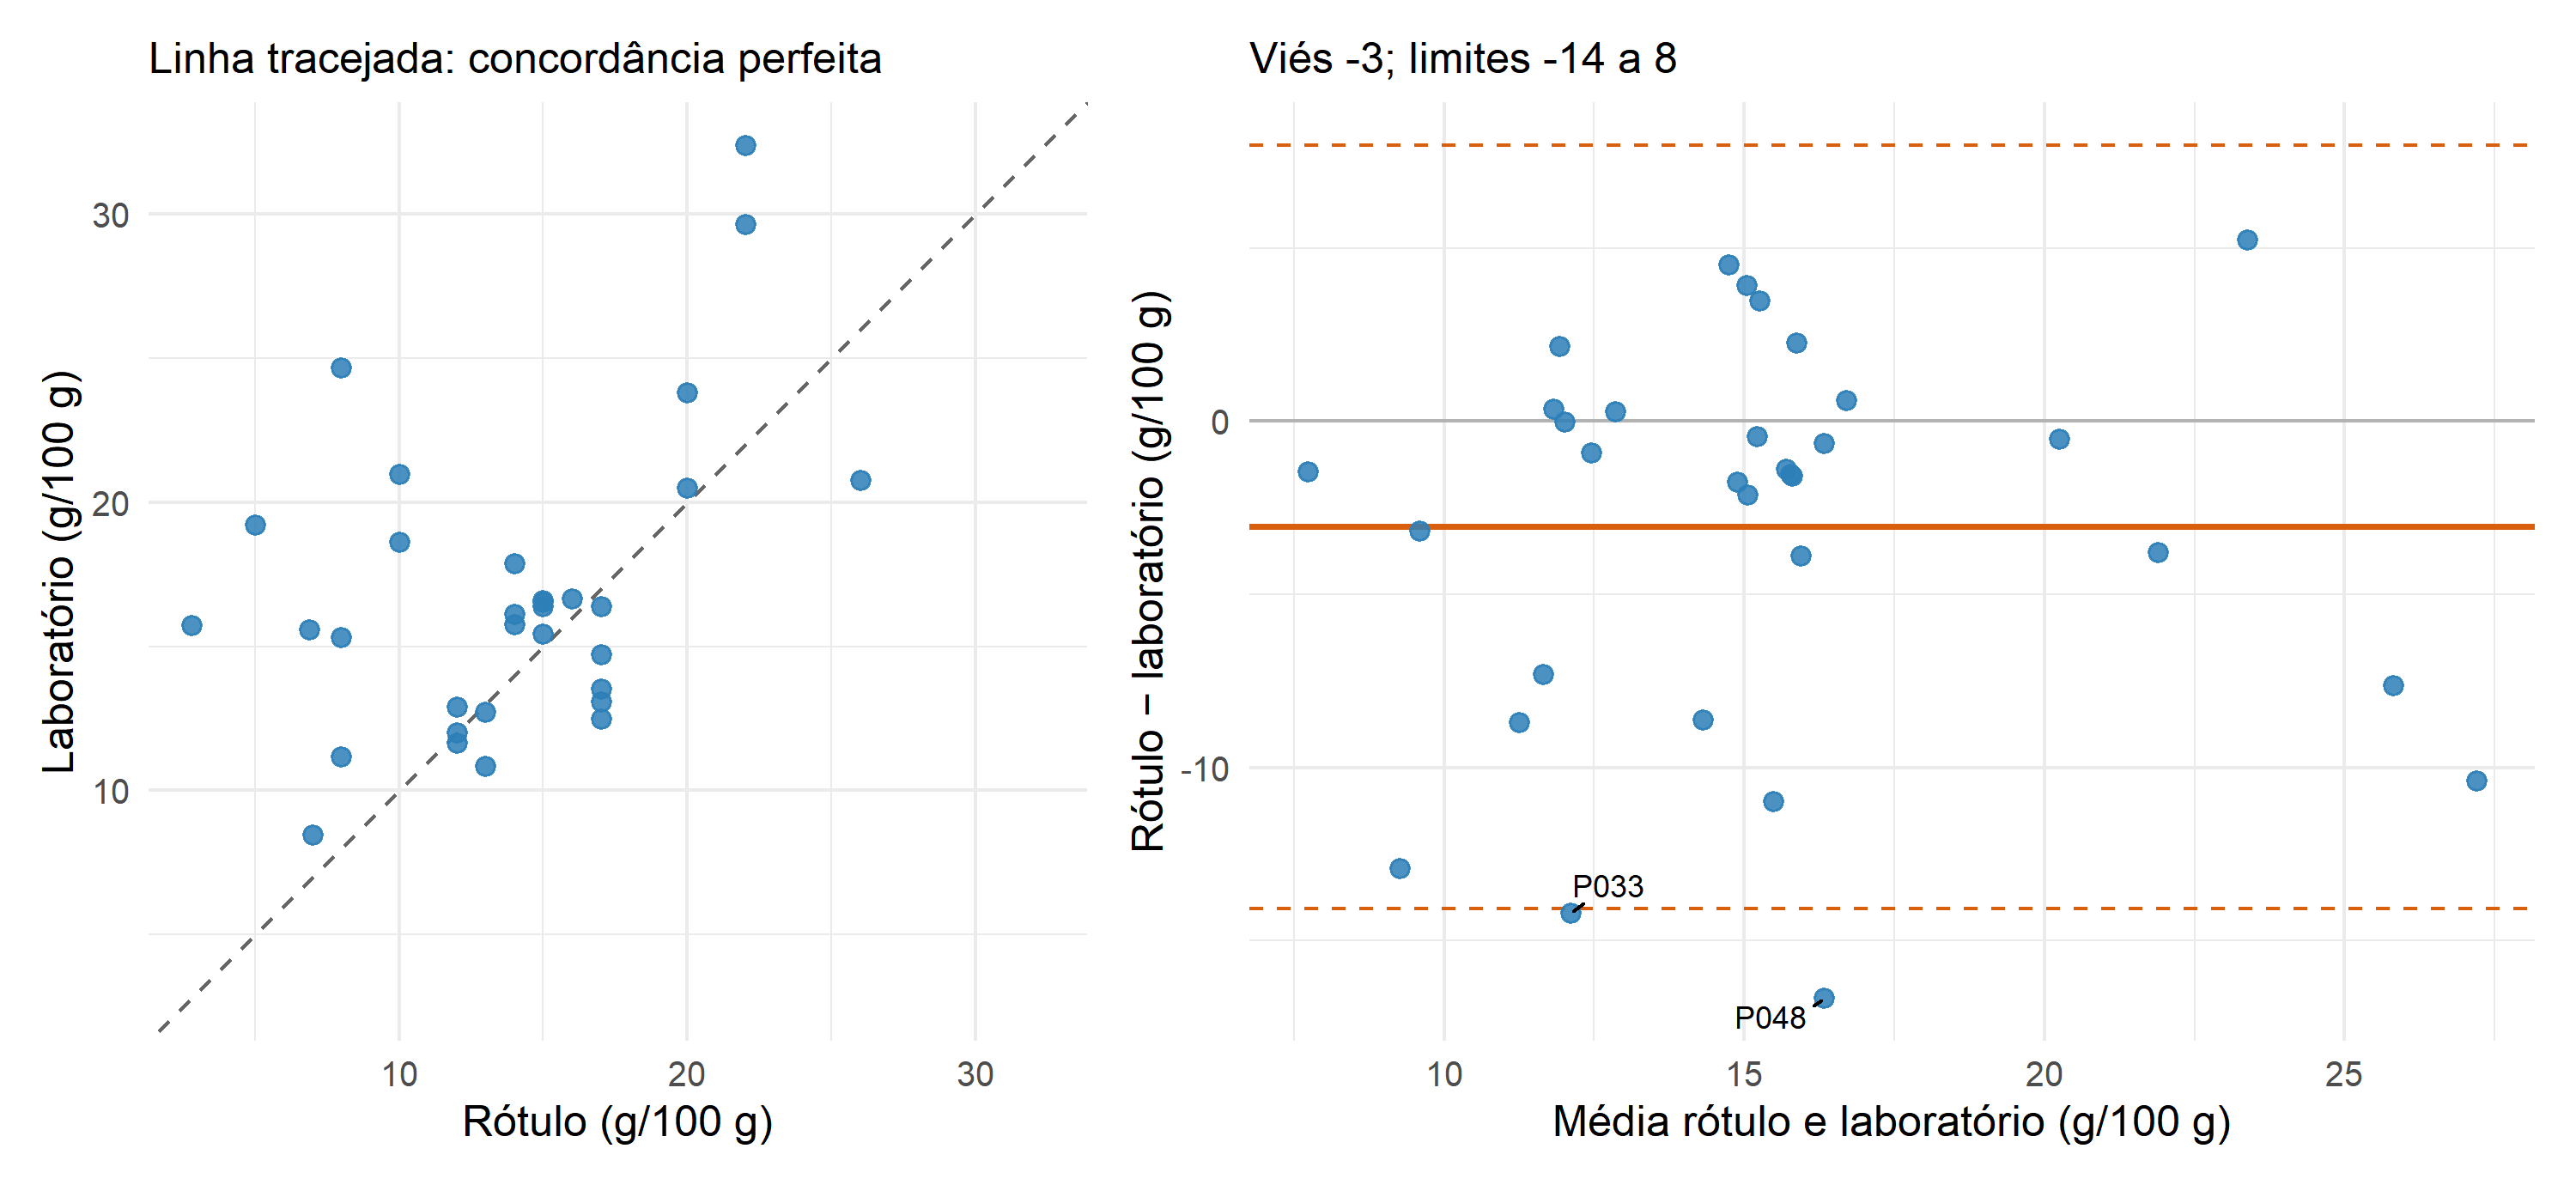 Linha tracejada: concordância perfeita
30
20
10
Laboratório (g/100 g)
10 20 30
Rótulo (g/100 g)
Viés -3; limites -14 a 8
0
-10
Rótulo − laboratório (g/100 g)
P033
P048
10 15 20 25
Média rótulo e laboratório (g/100 g)